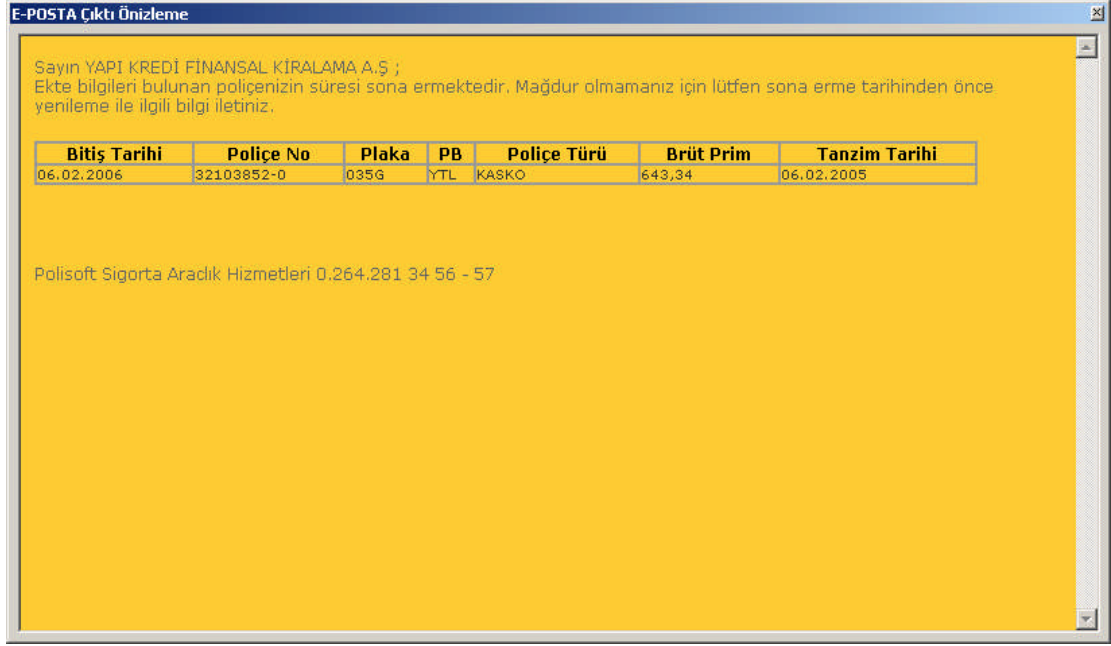 E-POSTA Çıktı Önizleme
Sayın YAPI KREDİ FİNANSAL KİRALAMA A.Ş ;
Ekte bilgileri bulunan poliçenizin süresi sona ermektedir. Mağdur olmamanız için lütfen sona erme tarihinden önce
yenileme ile ilgili bilgi iletiniz.
Bitiş Tarihi Poliçe No Plaka PB Poliçe Türü Brüt Prim Tanzim Tarihi
06.02.2006 32103852-0 035G YTL KASKO 643,34 06.02.2005
Polisoft Sigorta Aracılık Hizmetleri 0.264.281 34 56 - 57